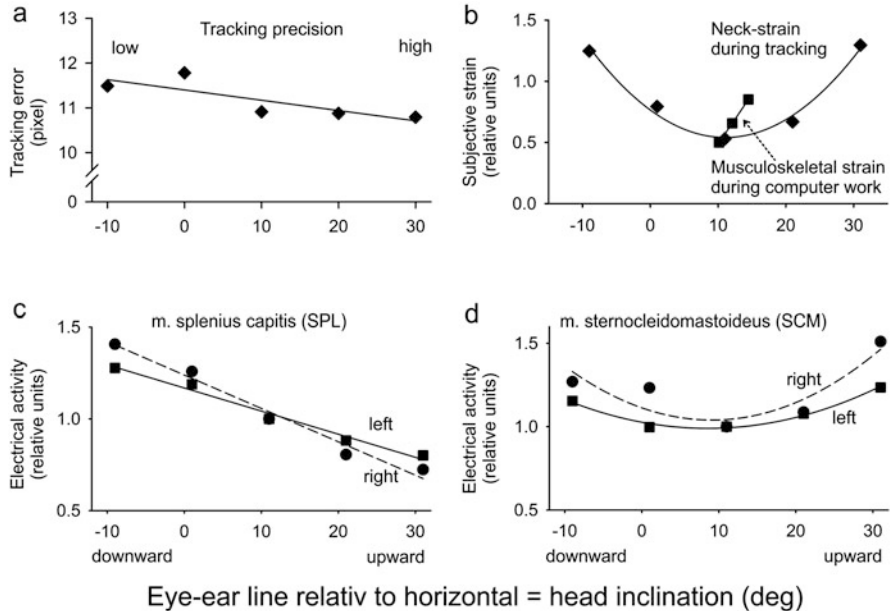 a
Tracking precision
low
high
Tracking error
(pixel)
13
12
11
10
0
-10 0 10 20 30
b
Neck-strain
during tracking
Musculoskeletal strain
during computer work
Subjective strain
(relative units)
1.5
1.0
0.5
0.0
-10 0 10 20 30
c
m. splenius capitis (SPL)
left
right
Electrical activity
(relative units)
1.5
1.0
0.5
-10 0 10 20 30
downward upward
d
m. sternocleidomastoideus (SCM)
right
left
Electrical activity
(relative units)
1.5
1.0
0.5
-10 0 10 20 30
downward upward
Eye-ear line relativ to horizontal = head inclination (deg)